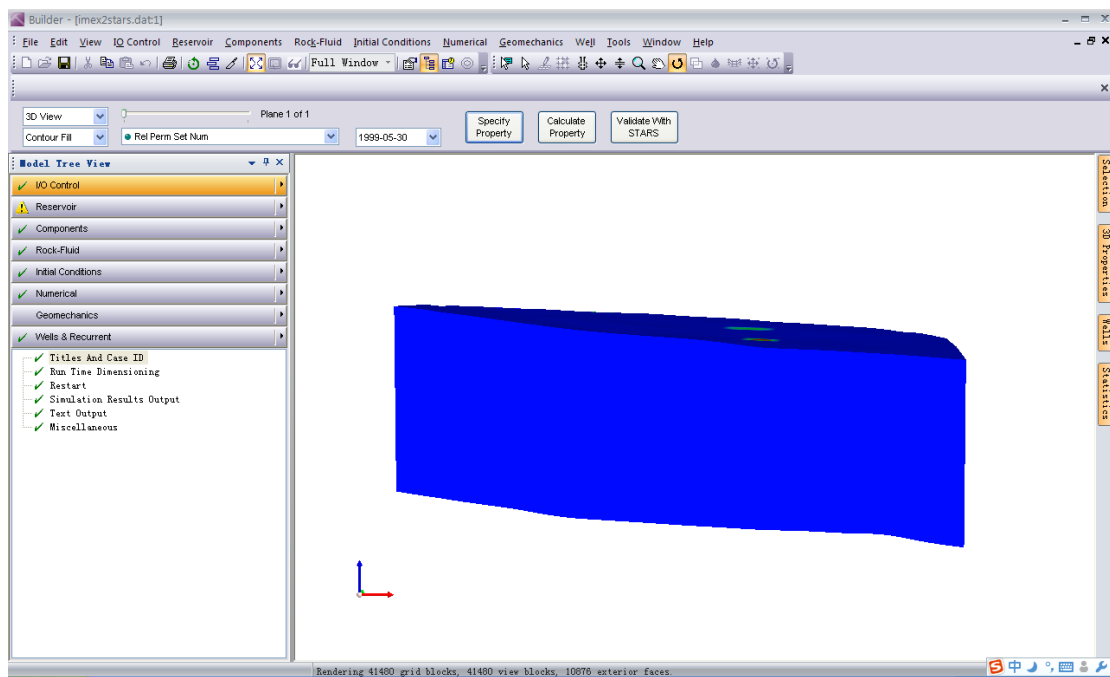 Builder - [imex2stars.dat:1]
File Edit View IO Control Reservoir Components Rock-Fluid Initial Conditions Numerical Geomechanics Well Tools Window Help
Full Window
3D View
Plane 1 of 1
Contour Fill
Rel Perm Set Num
1999-05-30
Specify Property
Calculate Property
Validate With STARS
Model Tree View
I/O Control
Reservoir
Components
Rock-Fluid
Initial Conditions
Numerical
Geomechanics
Wells & Recurrent
Titles And Case ID
Run Time Dimensioning
Restart
Simulation Results Output
Text Output
Miscellaneous
Selection
3D Properties
Wells
Statistics
Rendering 41480 grid blocks, 41480 view blocks, 10876 exterior faces.
中